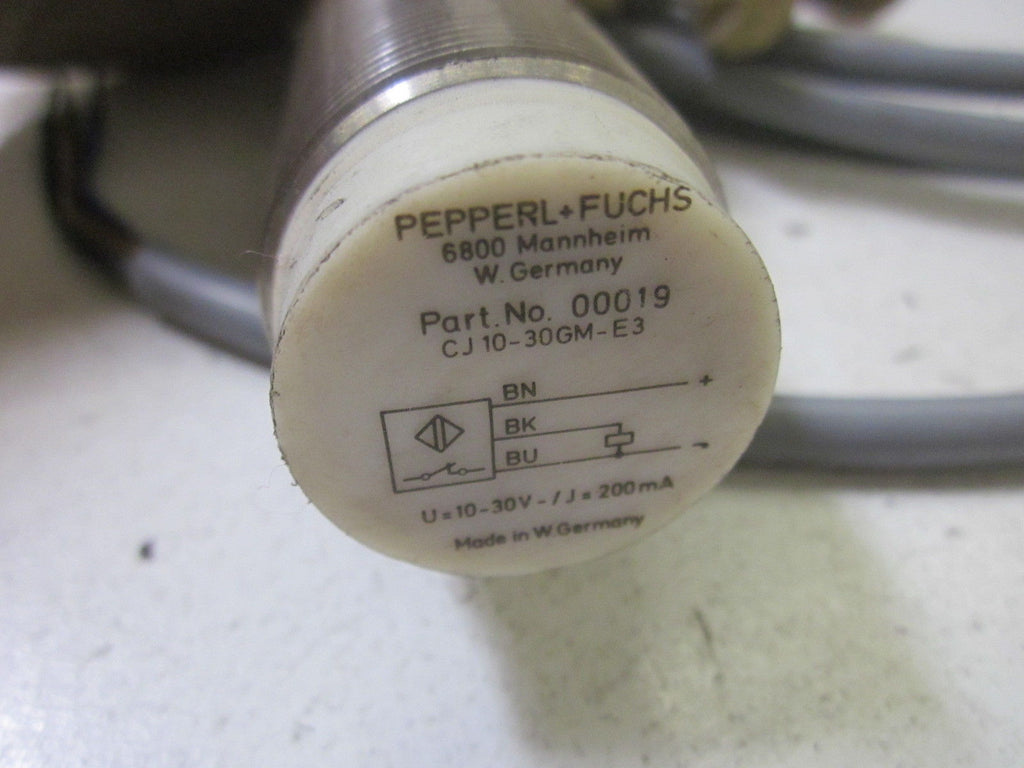 PEPPERL+FUCHS
6800 Mannheim
W. Germany
Part. No. 00019
CJ 10-30GM-E3
BN +
BK
BU -
U=10-30V-/J=200mA
Made in W.Germany